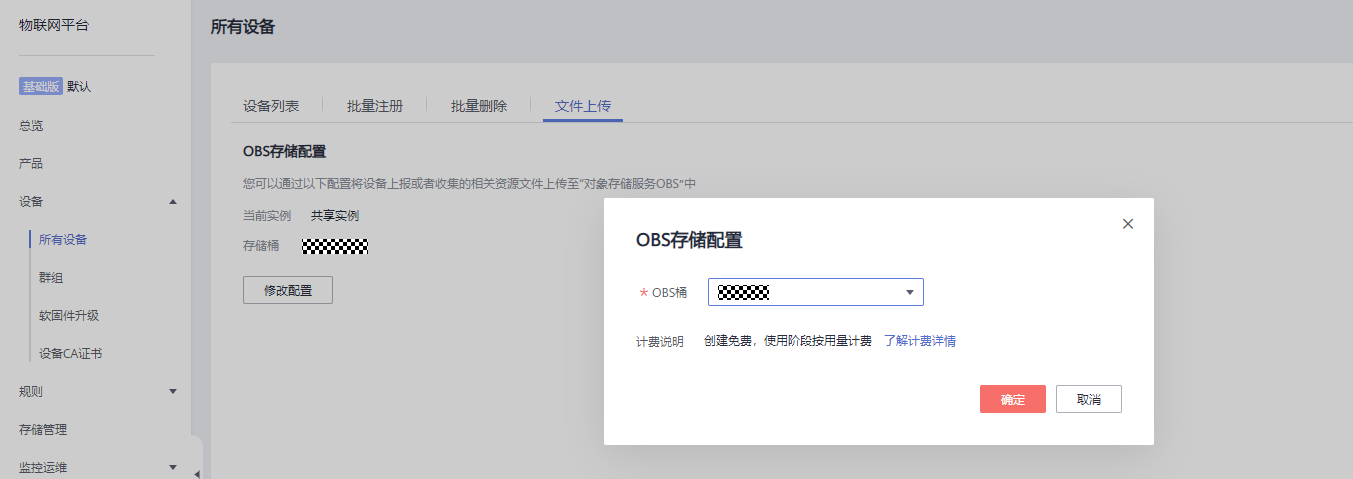 物联网平台
基础版 默认
总览
产品
设备
所有设备
群组
软固件升级
设备CA证书
规则
存储管理
监控运维
所有设备
设备列表
批量注册
批量删除
文件上传
OBS存储配置
您可以通过以下配置将设备上报或者收集的相关资源文件上传至"对象存储服务OBS"中
当前实例 共享实例
存储桶
修改配置
OBS存储配置
* OBS桶
计费说明 创建免费，使用阶段按用量计费 了解计费详情
确定
取消